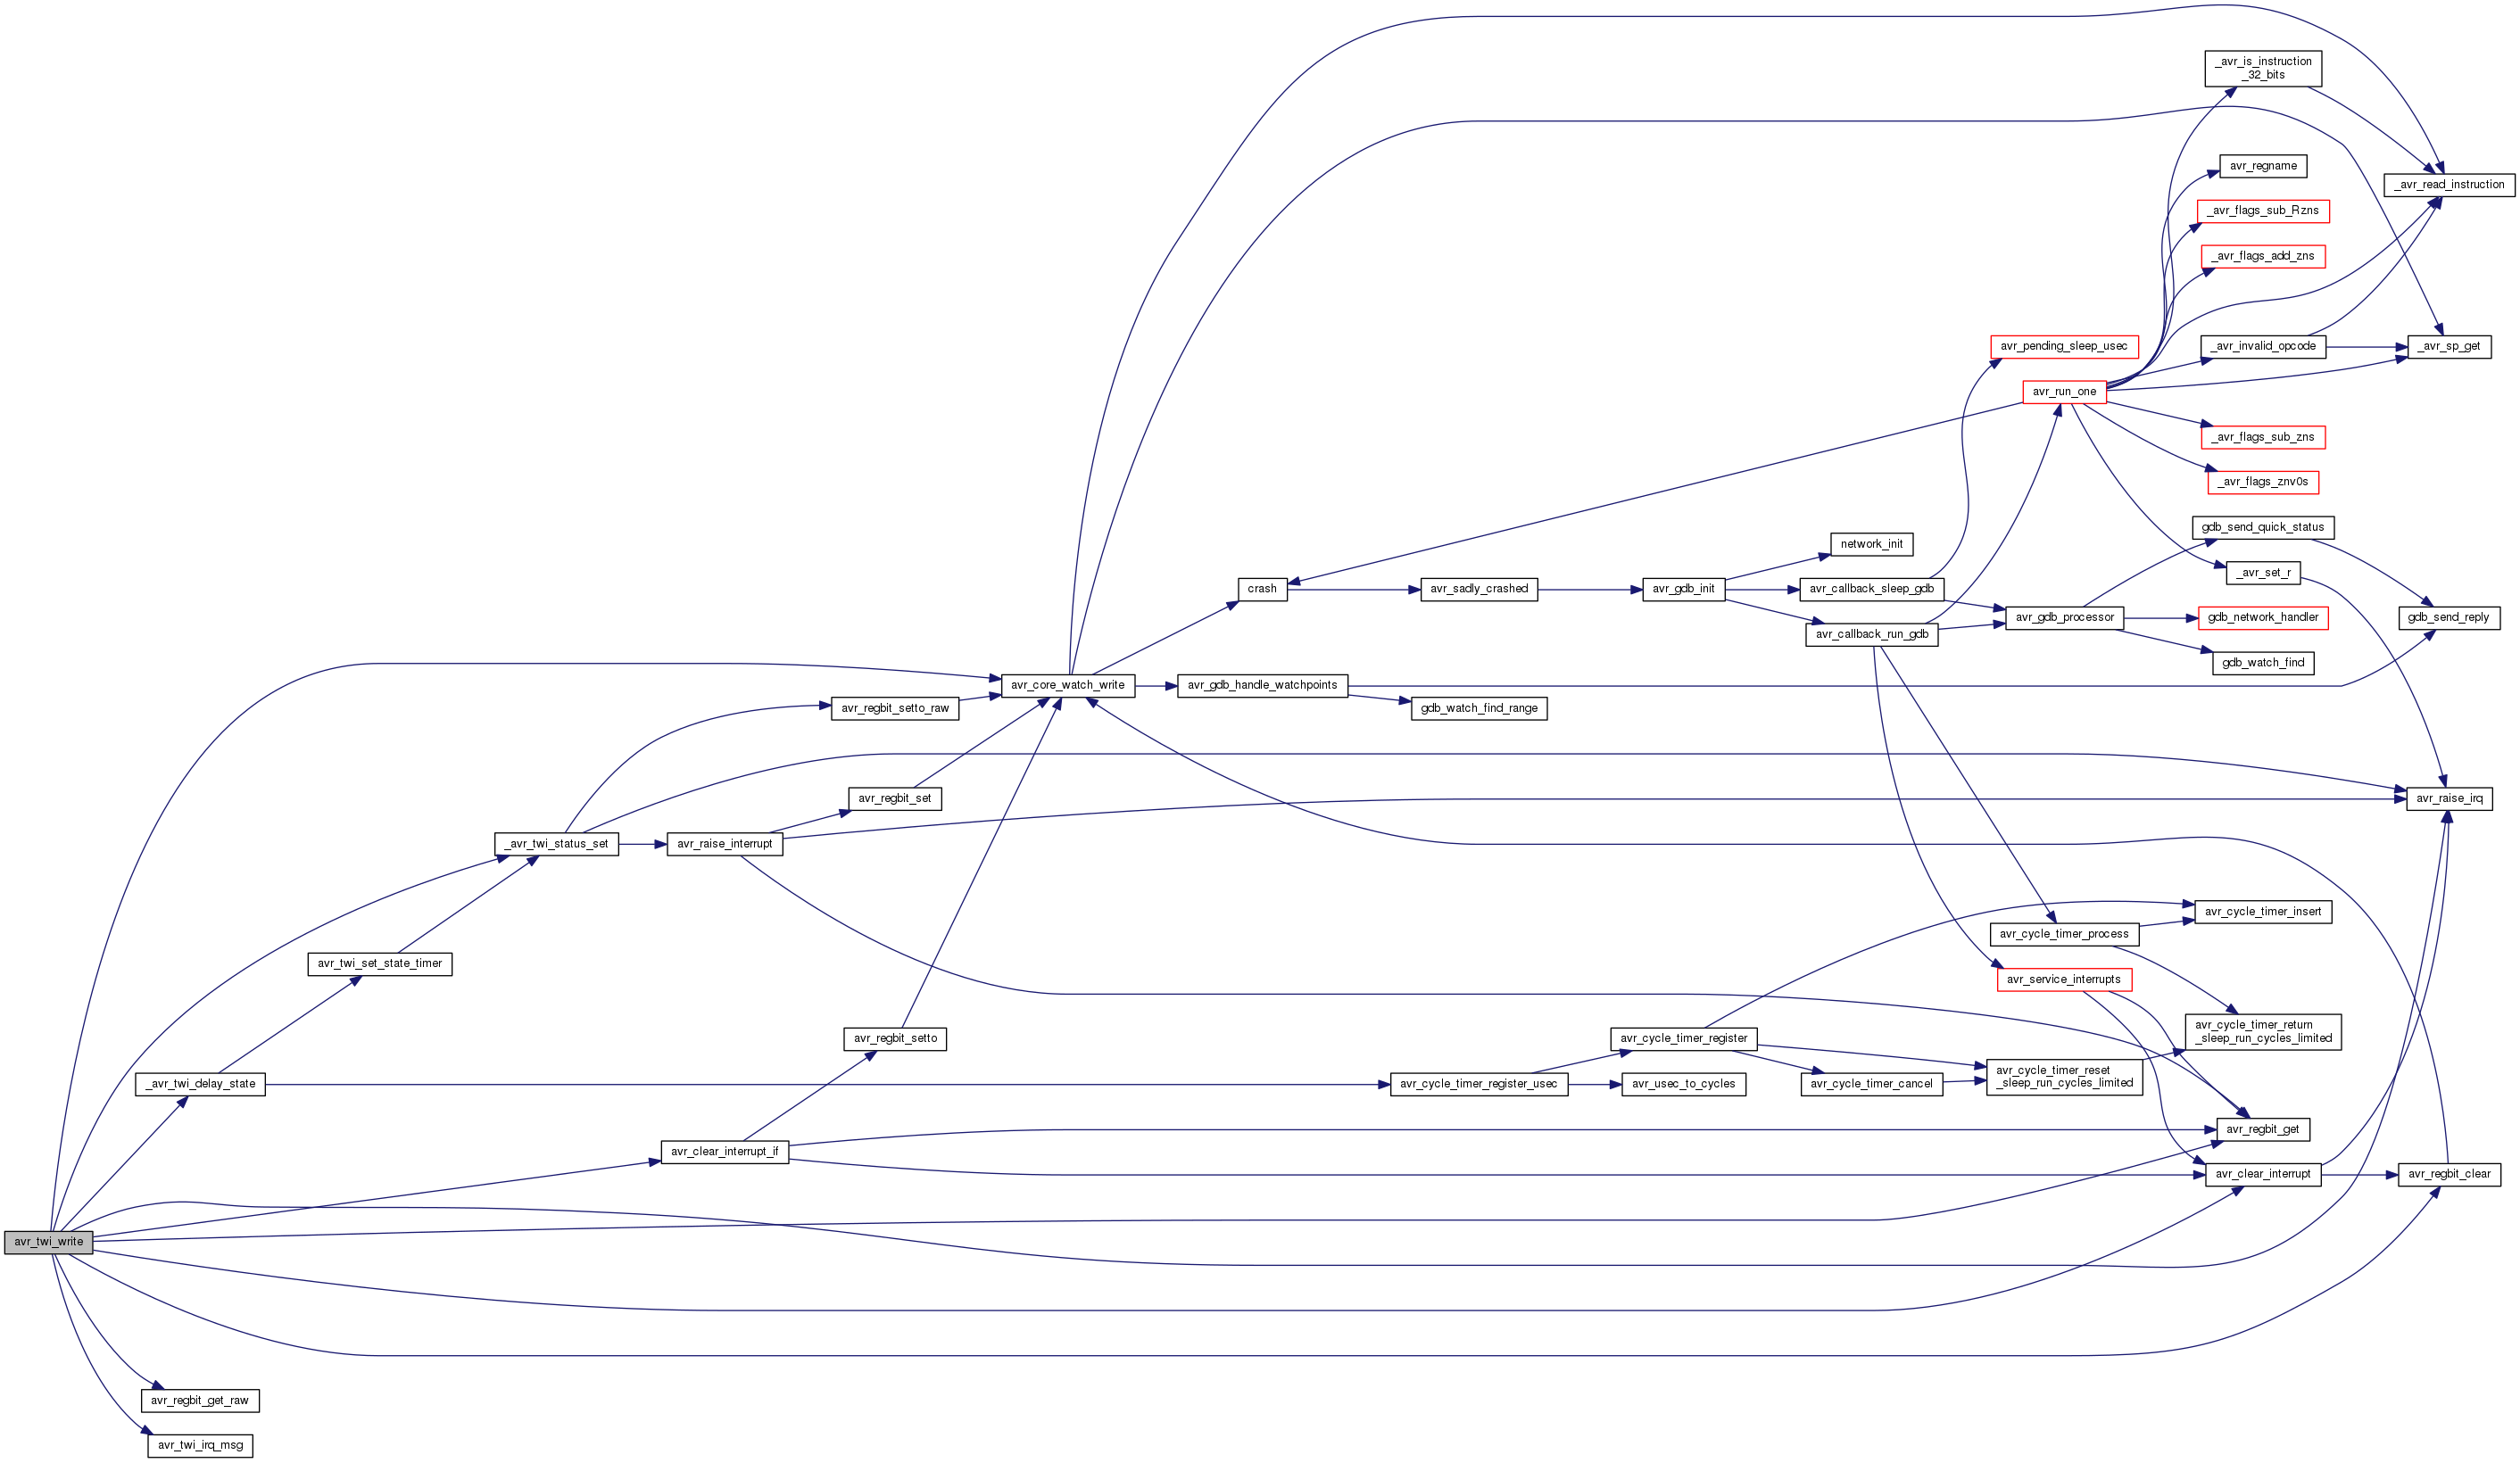 _avr_is_instruction
_32_bits
avr_regname
_avr_read_instruction
_avr_flags_sub_Rzns
_avr_flags_add_zns
avr_pending_sleep_usec
_avr_invalid_opcode
_avr_sp_get
avr_run_one
_avr_flags_sub_zns
_avr_flags_znv0s
gdb_send_quick_status
network_init
_avr_set_r
crash
avr_sadly_crashed
avr_gdb_init
avr_callback_sleep_gdb
avr_gdb_processor
gdb_network_handler
gdb_send_reply
avr_callback_run_gdb
gdb_watch_find
avr_core_watch_write
avr_gdb_handle_watchpoints
avr_regbit_setto_raw
gdb_watch_find_range
avr_regbit_set
avr_raise_irq
_avr_twi_status_set
avr_raise_interrupt
avr_cycle_timer_insert
avr_cycle_timer_process
avr_twi_set_state_timer
avr_service_interrupts
avr_cycle_timer_return
_sleep_run_cycles_limited
avr_regbit_setto
avr_cycle_timer_register
_avr_twi_delay_state
avr_cycle_timer_register_usec
avr_usec_to_cycles
avr_cycle_timer_cancel
avr_cycle_timer_reset
_sleep_run_cycles_limited
avr_regbit_get
avr_clear_interrupt_if
avr_clear_interrupt
avr_regbit_clear
avr_twi_write
avr_regbit_get_raw
avr_twi_irq_msg